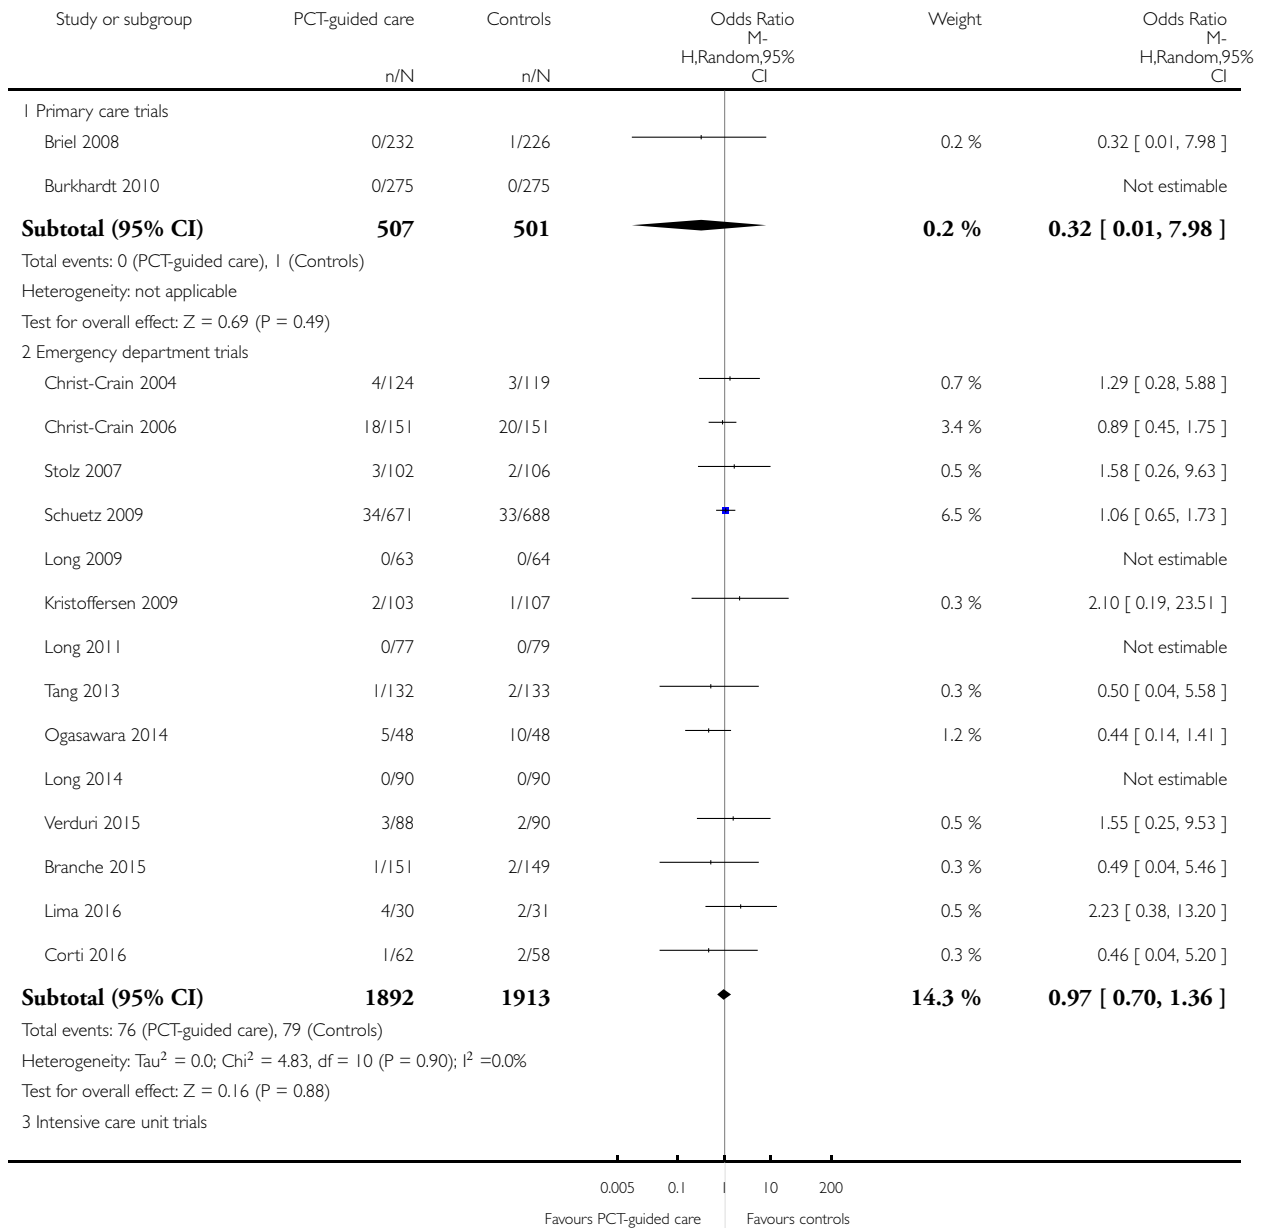 Study or subgroup PCT-guided care Controls Odds Ratio Weight Odds Ratio
M- M-
H,Random,95% H,Random,95%
n/N n/N CI CI
1 Primary care trials
Briel 2008 0/232 1/226 0.2 % 0.32 [ 0.01, 7.98 ]
Burkhardt 2010 0/275 0/275 Not estimable
Subtotal (95% CI) 507 501 0.2 % 0.32 [ 0.01, 7.98 ]
Total events: 0 (PCT-guided care), 1 (Controls)
Heterogeneity: not applicable
Test for overall effect: Z = 0.69 (P = 0.49)
2 Emergency department trials
Christ-Crain 2004 4/124 3/119 0.7 % 1.29 [ 0.28, 5.88 ]
Christ-Crain 2006 18/151 20/151 3.4 % 0.89 [ 0.45, 1.75 ]
Stolz 2007 3/102 2/106 0.5 % 1.58 [ 0.26, 9.63 ]
Schuetz 2009 34/671 33/688 6.5 % 1.06 [ 0.65, 1.73 ]
Long 2009 0/63 0/64 Not estimable
Kristoffersen 2009 2/103 1/107 0.3 % 2.10 [ 0.19, 23.51 ]
Long 2011 0/77 0/79 Not estimable
Tang 2013 1/132 2/133 0.3 % 0.50 [ 0.04, 5.58 ]
Ogasawara 2014 5/48 10/48 1.2 % 0.44 [ 0.14, 1.41 ]
Long 2014 0/90 0/90 Not estimable
Verduri 2015 3/88 2/90 0.5 % 1.55 [ 0.25, 9.53 ]
Branche 2015 1/151 2/149 0.3 % 0.49 [ 0.04, 5.46 ]
Lima 2016 4/30 2/31 0.5 % 2.23 [ 0.38, 13.20 ]
Corti 2016 1/62 2/58 0.3 % 0.46 [ 0.04, 5.20 ]
Subtotal (95% CI) 1892 1913 14.3 % 0.97 [ 0.70, 1.36 ]
Total events: 76 (PCT-guided care), 79 (Controls)
Heterogeneity: Tau² = 0.0; Chi² = 4.83, df = 10 (P = 0.90); I² =0.0%
Test for overall effect: Z = 0.16 (P = 0.88)
3 Intensive care unit trials
0.005 0.1 1 10 200
Favours PCT-guided care Favours controls